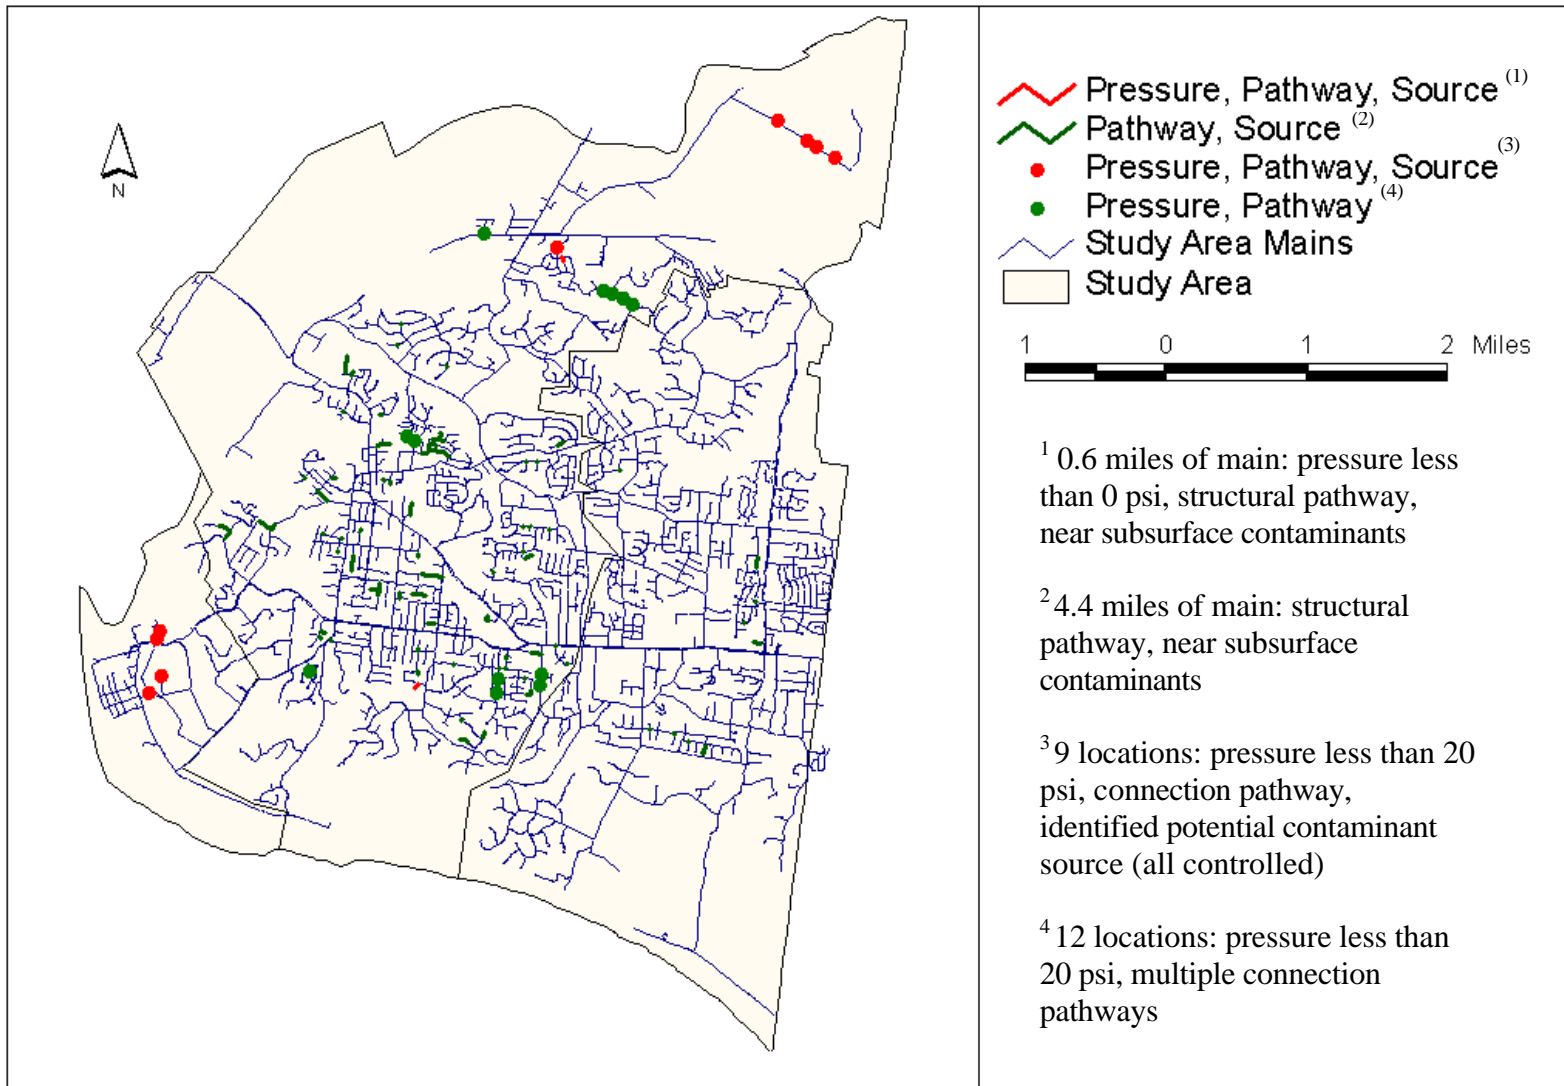 Pressure, Pathway, Source (1)
Pathway, Source (2)
Pressure, Pathway, Source (3)
Pressure, Pathway (4)
Study Area Mains
Study Area
N
1 0 1 2 Miles
1 0.6 miles of main: pressure less
than 0 psi, structural pathway,
near subsurface contaminants
2 4.4 miles of main: structural
pathway, near subsurface
contaminants
3 9 locations: pressure less than 20
psi, connection pathway,
identified potential contaminant
source (all controlled)
4 12 locations: pressure less than
20 psi, multiple connection
pathways